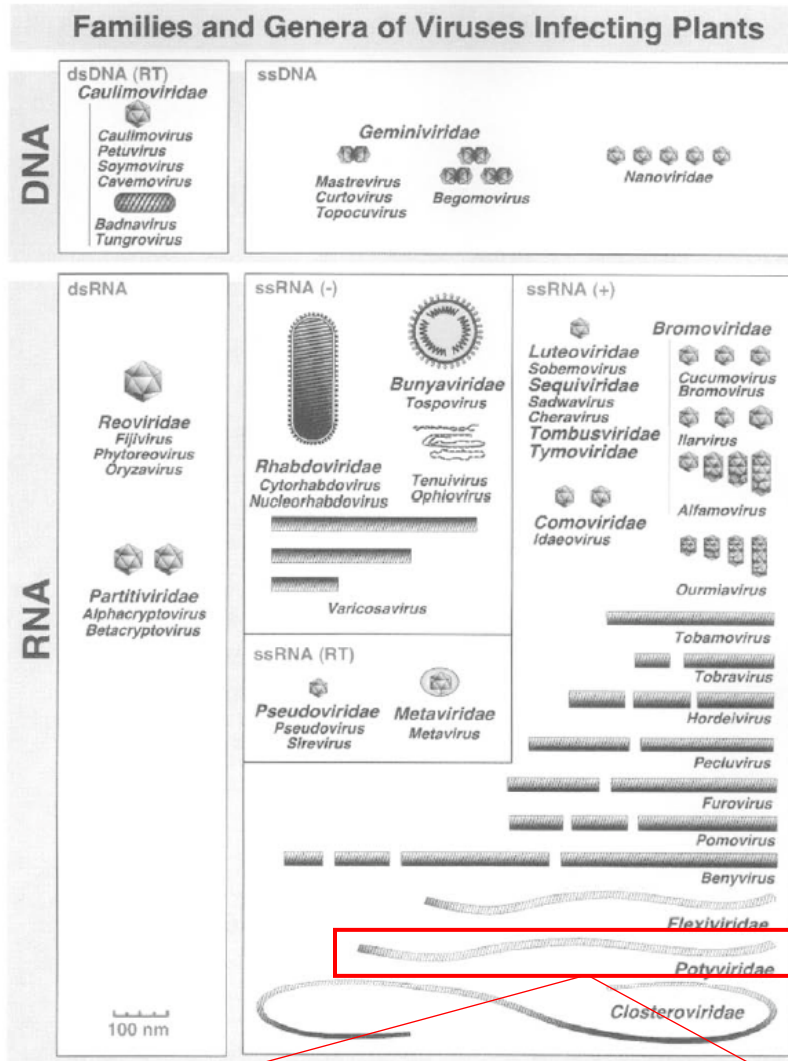 Families and Genera of Viruses Infecting Plants
DNA
dsDNA (RT)
Caulimoviridae
Caulimovirus
Petuvirus
Soymovirus
Cavemovirus
Badnavirus
Tungrovirus
ssDNA
Geminiviridae
Mastrevirus
Curtovirus
Topocuvirus
Begomovirus
Nanoviridae
RNA
dsRNA
Reoviridae
Fijivirus
Phytoreovirus
Oryzavirus
Partitiviridae
Alphacryptovirus
Betacryptovirus
100 nm
ssRNA (-)
Rhabdoviridae
Cytorhabdovirus
Nucleorhabdovirus
Bunyaviridae
Tospovirus
Tenuivirus
Ophiovirus
Varicosavirus
ssRNA (RT)
Pseudoviridae
Pseudovirus
Sirevirus
Metaviridae
Metavirus
ssRNA (+)
Luteoviridae
Sobemovirus
Sequiviridae
Sadwavirus
Cheravirus
Tombusviridae
Tymoviridae
Comoviridae
Idaeovirus
Bromoviridae
Cucumovirus
Bromovirus
Ilarvirus
Alfamovirus
Ourmiavirus
Tobamovirus
Tobravirus
Hordeivirus
Pecluvirus
Furovirus
Pomovirus
Benyvirus
Flexiviridae
Potyviridae
Closteroviridae